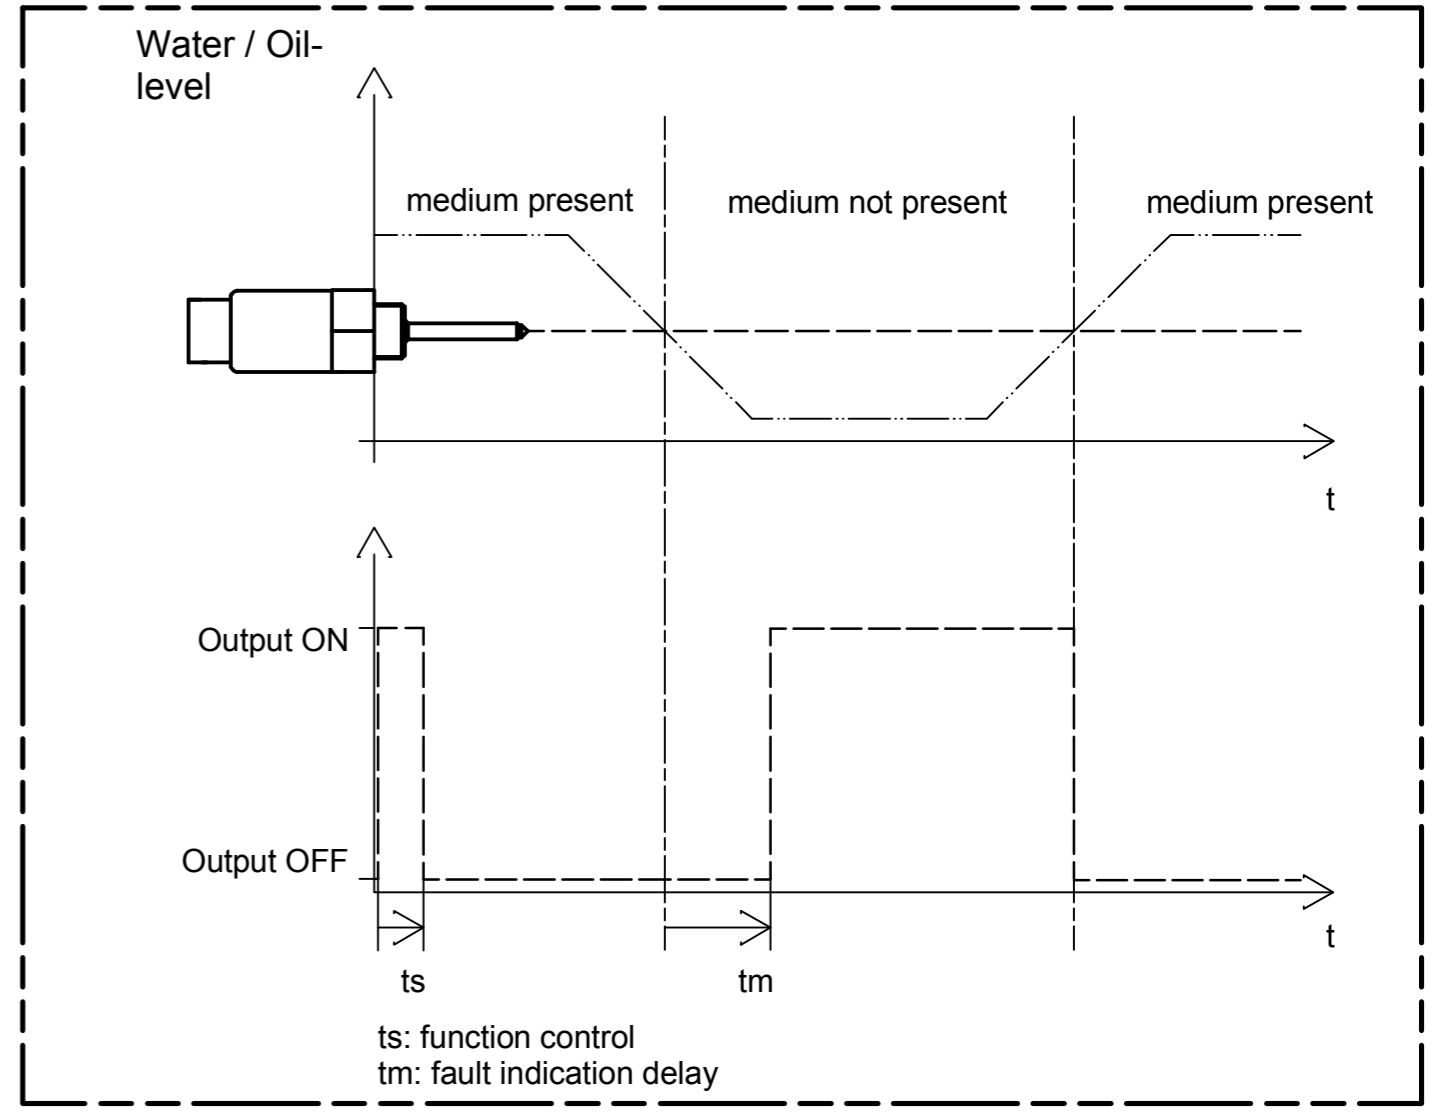 Water / Oil-
level
medium present
medium not present
medium present
t
Output ON
Output OFF
t
ts
tm
ts: function control
tm: fault indication delay